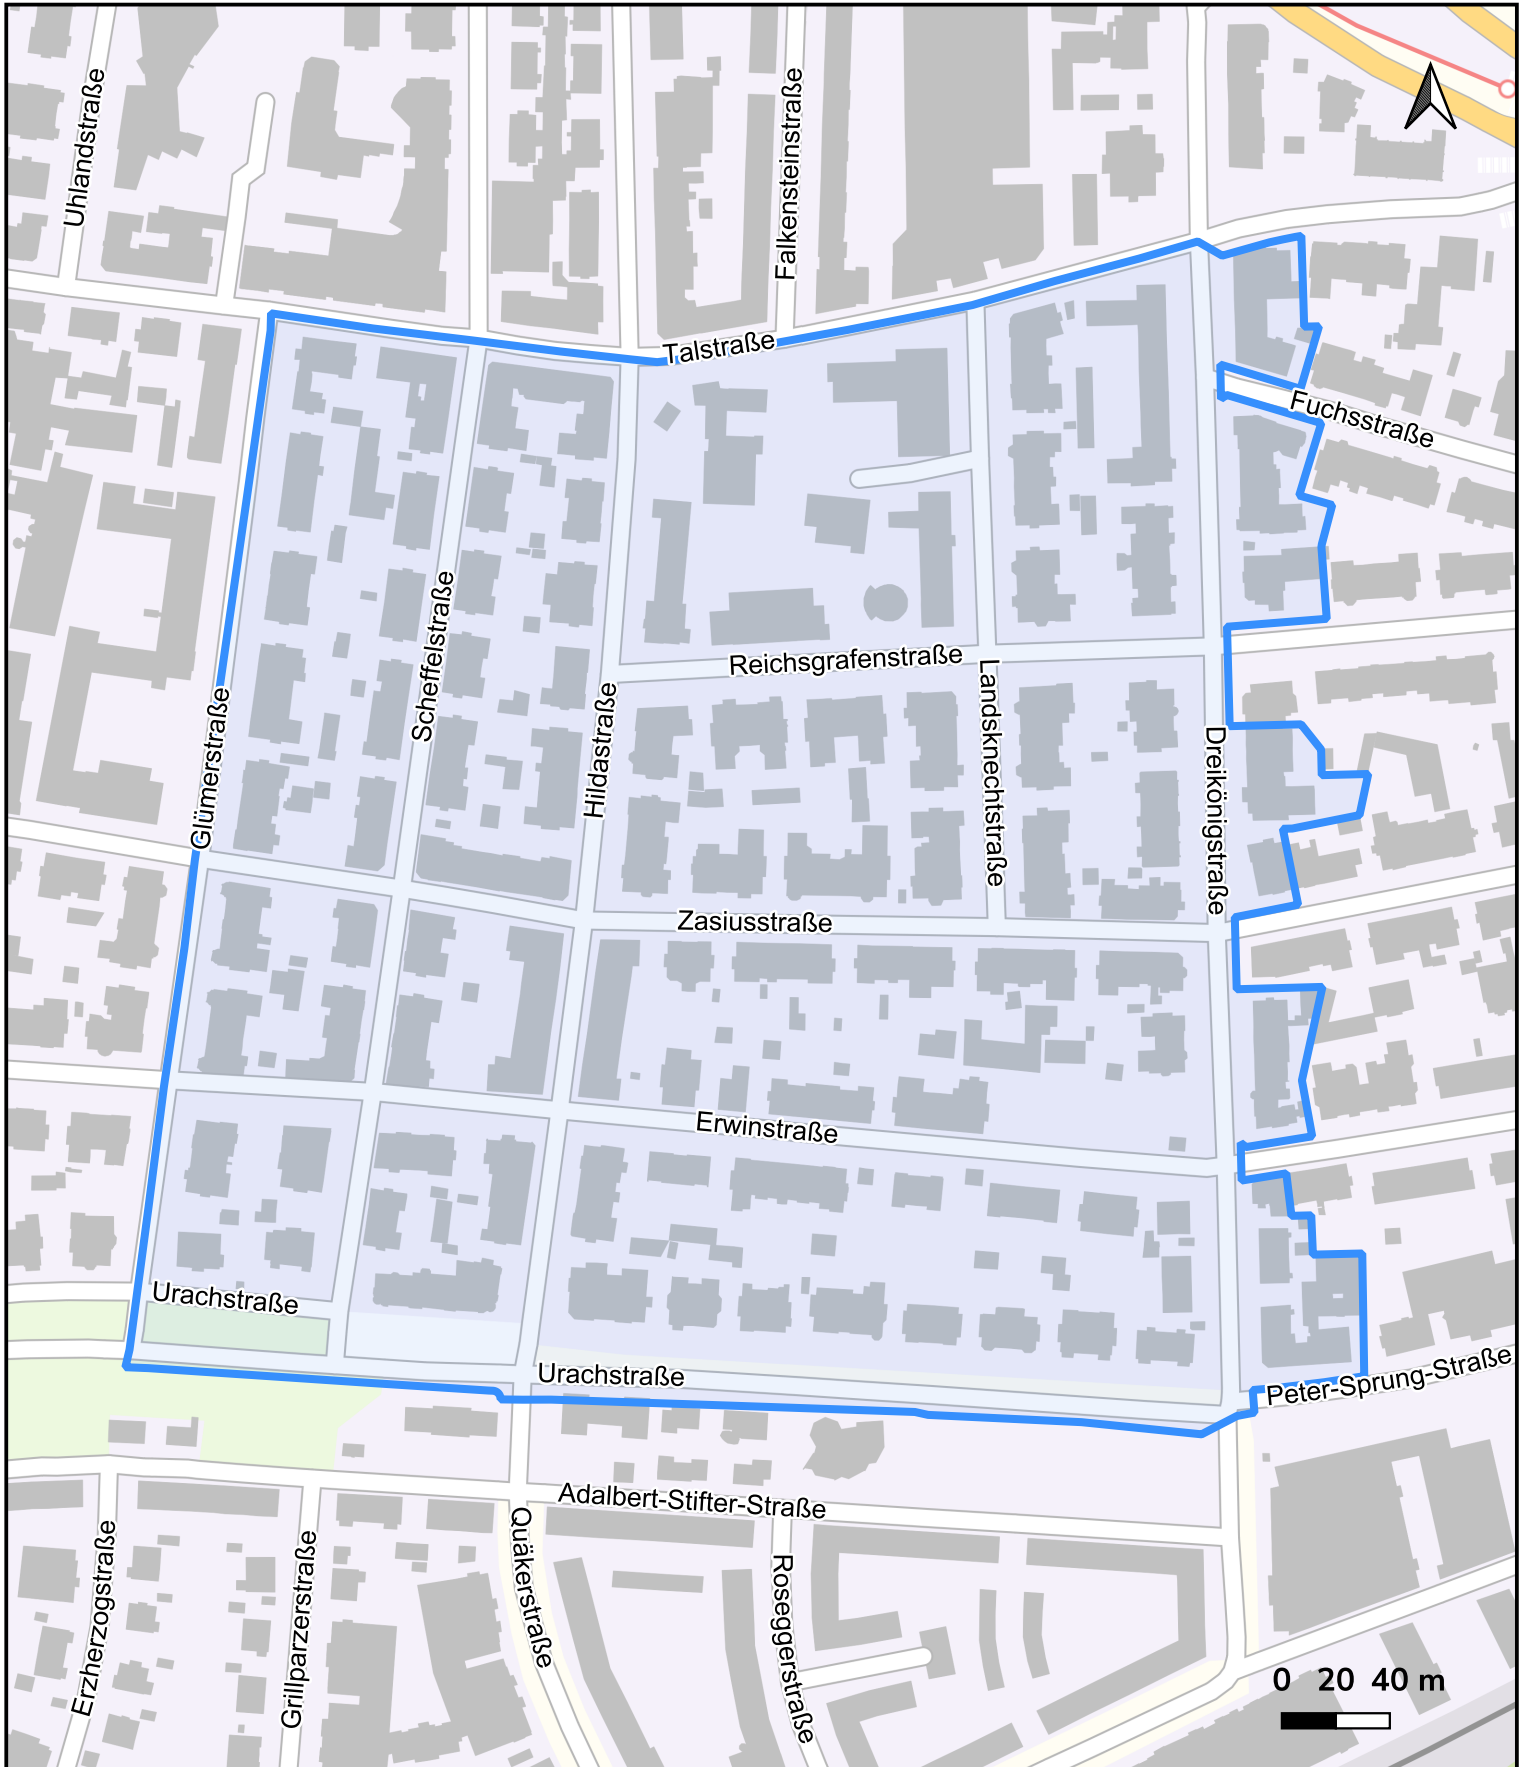 Uhlandstraße
Falkensteinstraße
Talstraße
Fuchsstraße
Scheffelstraße
Reichsgrafenstraße
Landsknechtstraße
Hildastraße
Glümerstraße
Dreikönigstraße
Zasiusstraße
Erwinstraße
Urachstraße
Urachstraße
Peter-Sprung-Straße
Adalbert-Stifter-Straße
Erzherzogstraße
Grillparzerstraße
Quäkerstraße
Roseggerstraße
0 20 40 m